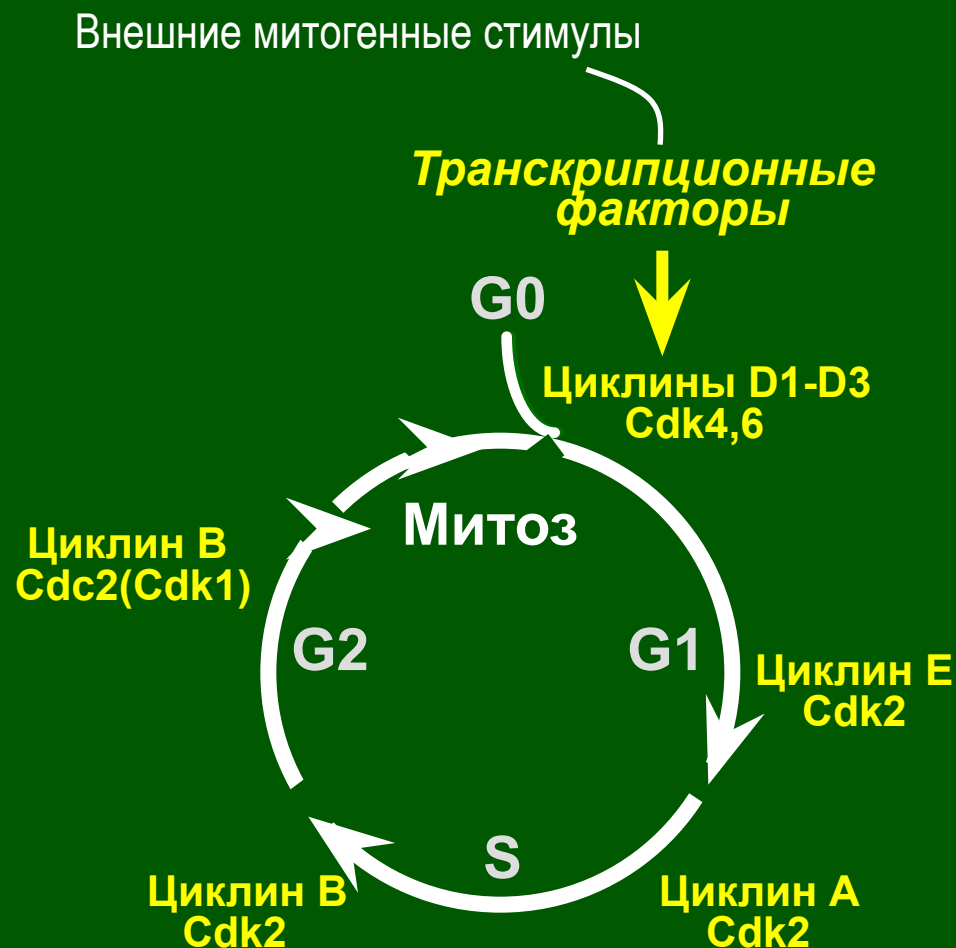 Внешние митогенные стимулы
Транскрипционные
факторы
G0
Циклины D1-D3
Cdk4,6
Митоз
Циклин B
Cdc2(Cdk1)
G2
G1
Циклин E
Cdk2
S
Циклин B
Cdk2
Циклин A
Cdk2